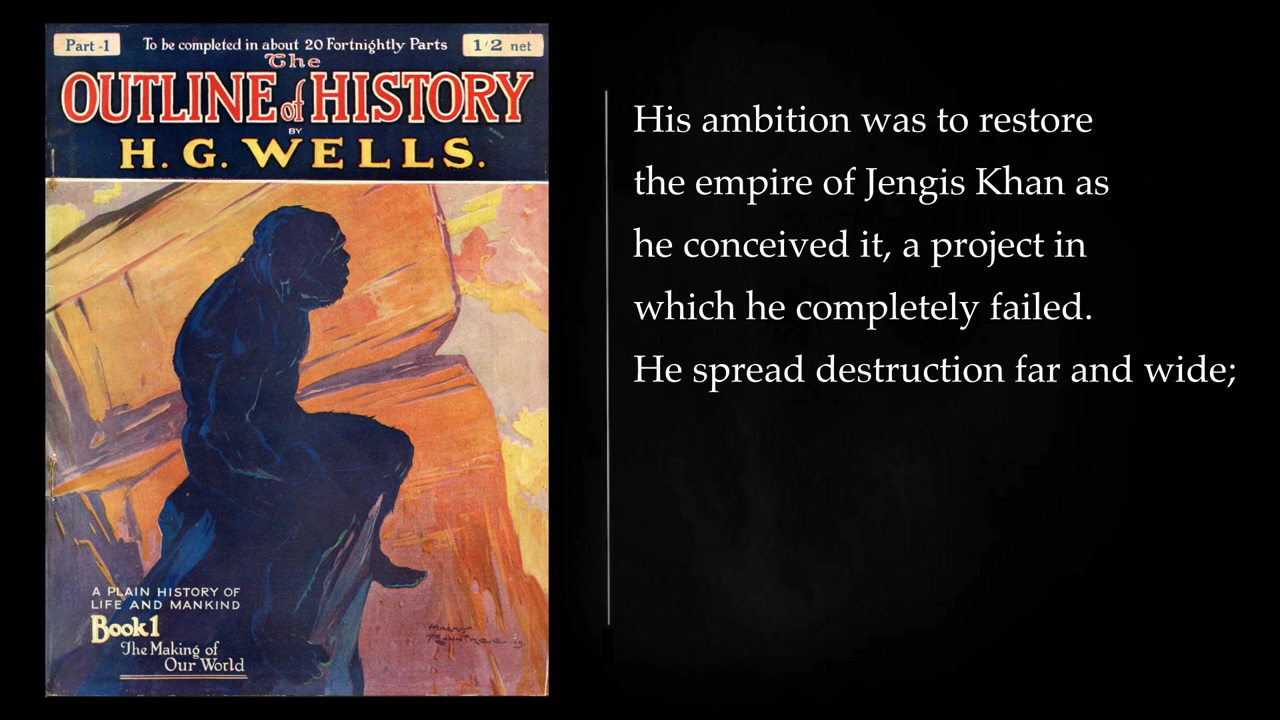 Part -1
To be completed in about 20 Fortnightly Parts
1/2 net
The
OUTLINE of HISTORY
BY
H. G. WELLS.
A PLAIN HISTORY OF
LIFE AND MANKIND
Book 1
The Making of
Our World
His ambition was to restore
the empire of Jengis Khan as
he conceived it, a project in
which he completely failed.
He spread destruction far and wide;